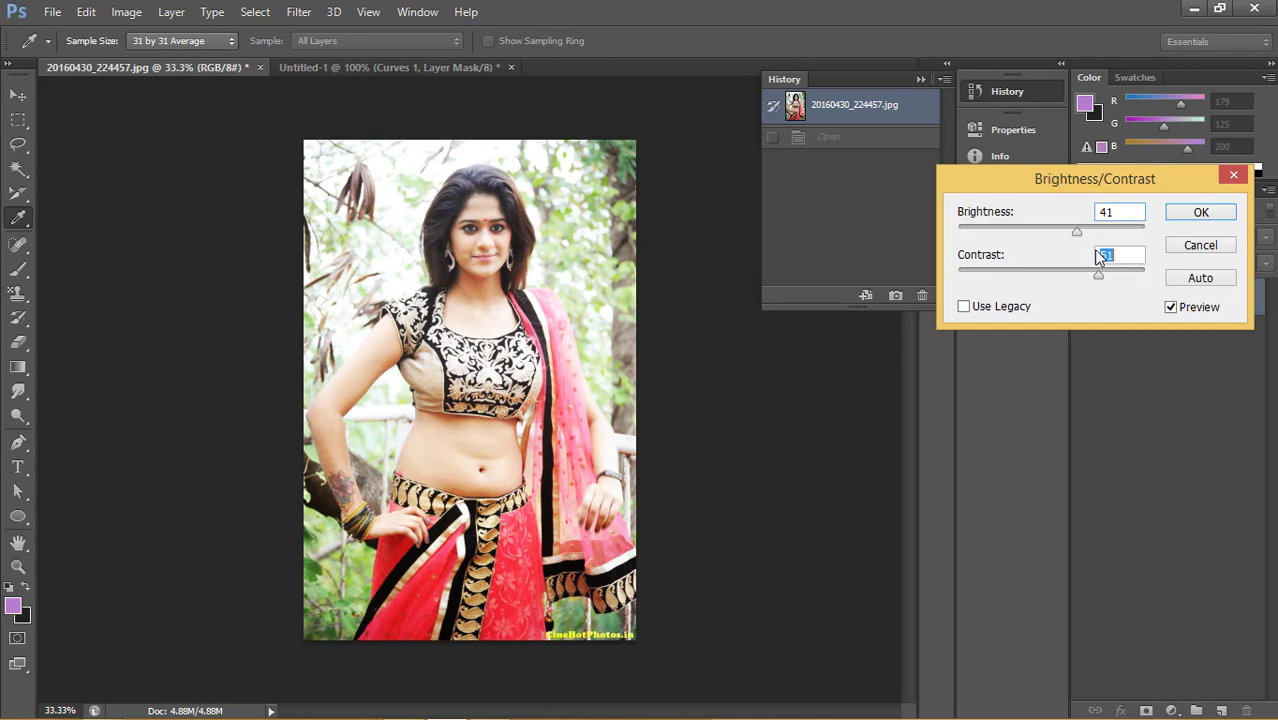 Ps File Edit Image Layer Type Select Filter 3D View Window Help
Sample Size: 31 by 31 Average Sample: All Layers Show Sampling Ring Essentials
20160430_224457.jpg @ 33.3% (RGB/8#) * × Untitled-1 @ 100% (Curves 1, Layer Mask/8) * ×
History
20160430_224457.jpg
Open
History
Properties
Info
Color Swatches
R 179
G 125
B 200
Brightness/Contrast
Brightness: 41 OK
Contrast: 51 Cancel
Auto
Use Legacy Preview
CineHotPhotos.in
33.33% Doc: 4.88M/4.88M